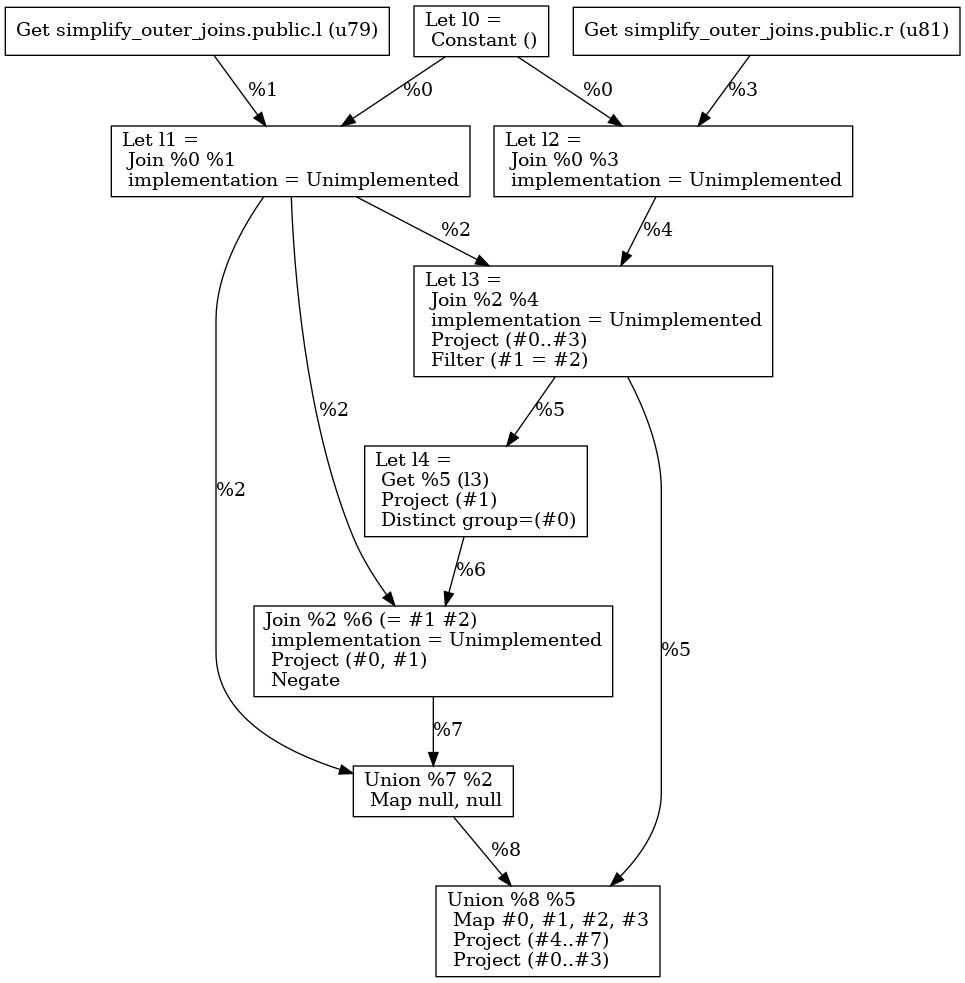 Get simplify_outer_joins.public.l (u79)
Let l0 =
Constant ()
Get simplify_outer_joins.public.r (u81)
%1
%0
%0
%3
Let l1 =
Join %0 %1
implementation = Unimplemented
Let l2 =
Join %0 %3
implementation = Unimplemented
%2
%4
Let l3 =
Join %2 %4
implementation = Unimplemented
Project (#0..#3)
Filter (#1 = #2)
%2
%5
%2
Let l4 =
Get %5 (l3)
Project (#1)
Distinct group=(#0)
%6
Join %2 %6 (= #1 #2)
implementation = Unimplemented
Project (#0, #1)
Negate
%5
%7
Union %7 %2
Map null, null
%8
Union %8 %5
Map #0, #1, #2, #3
Project (#4..#7)
Project (#0..#3)